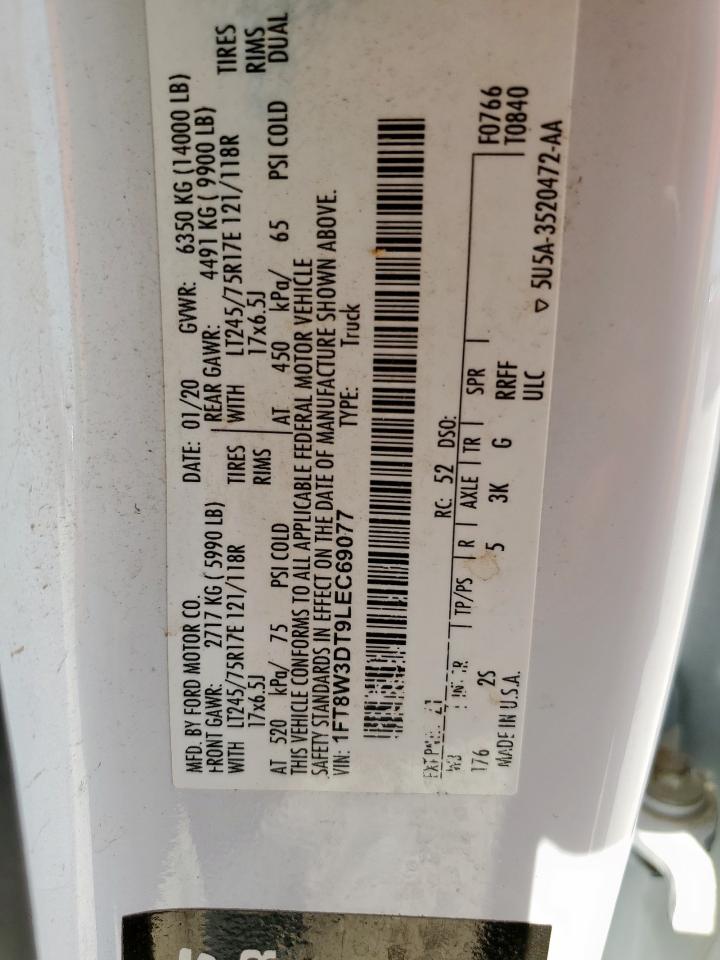 MFD. BY FORD MOTOR CO. DATE: 01/20 GVWR: 6350 KG (14000 LB)
FRONT GAWR: 2717 KG ( 5990 LB) REAR GAWR: 4491 KG ( 9900 LB)
WITH LT245/75R17E 121/118R TIRES WITH LT245/75R17E 121/118R TIRES
17x6.5J RIMS 17x6.5J RIMS
AT 520 kPa/ 75 PSI COLD AT 450 kPa/ 65 PSI COLD DUAL
THIS VEHICLE CONFORMS TO ALL APPLICABLE FEDERAL MOTOR VEHICLE
SAFETY STANDARDS IN EFFECT ON THE DATE OF MANUFACTURE SHOWN ABOVE.
VIN: 1FT8W3DT9LEC69077 TYPE: Truck
F0766
EXT RC: 52 DSO: T0840
WB TP/PS R AXLE TR SPR
176 2S 5 3K G RRFF
MADE IN U.S.A. ULC
▽ 5U5A-3520472-AA